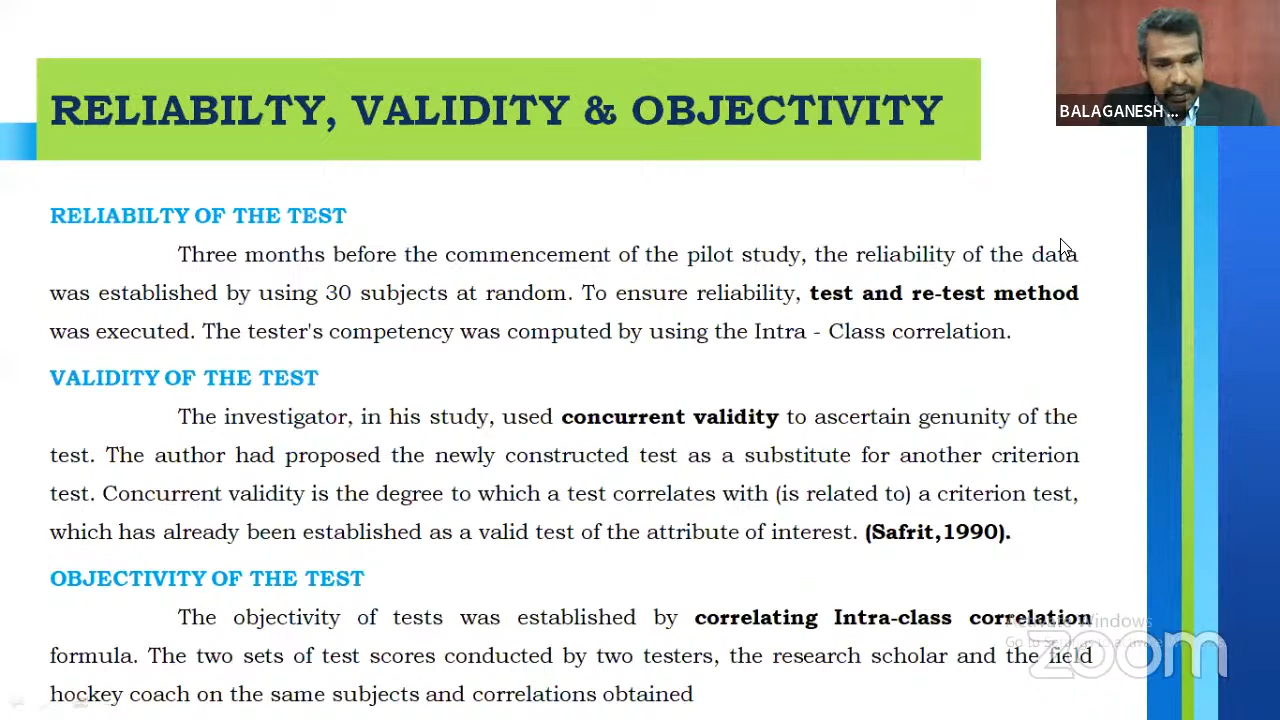 RELIABILTY, VALIDITY & OBJECTIVITY
BALAGANESH ...
RELIABILTY OF THE TEST
Three months before the commencement of the pilot study, the reliability of the data
was established by using 30 subjects at random. To ensure reliability, test and re-test method
was executed. The tester's competency was computed by using the Intra - Class correlation.
VALIDITY OF THE TEST
The investigator, in his study, used concurrent validity to ascertain genunity of the
test. The author had proposed the newly constructed test as a substitute for another criterion
test. Concurrent validity is the degree to which a test correlates with (is related to) a criterion test,
which has already been established as a valid test of the attribute of interest. (Safrit,1990).
OBJECTIVITY OF THE TEST
The objectivity of tests was established by correlating Intra-class correlation
formula. The two sets of test scores conducted by two testers, the research scholar and the field
hockey coach on the same subjects and correlations obtained
Activate Windows
Go to
zoom